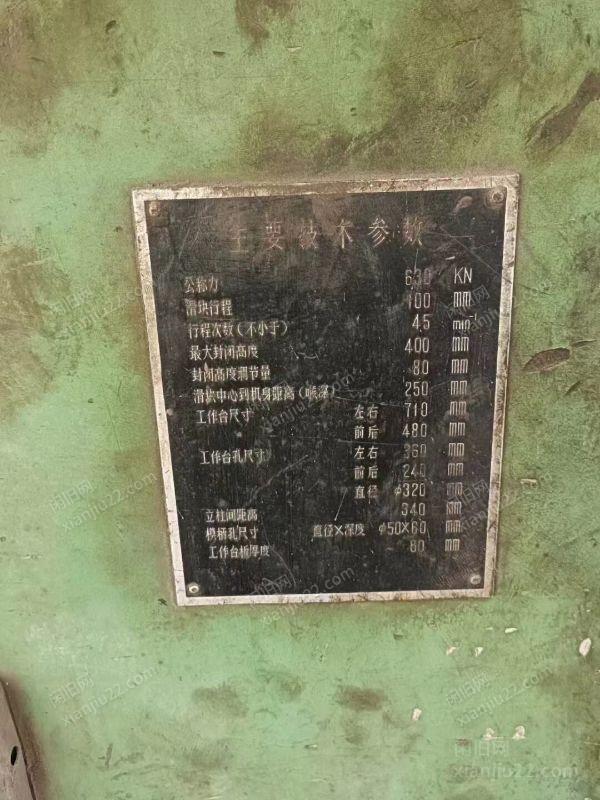 主要技术参数
公称力 630 KN
滑块行程 100 mm
行程次数(不小于) 45 min⁻¹
最大封闭高度 400 mm
封闭高度调节量 80 mm
滑块中心到机身距离(喉深) 250 mm
工作台尺寸 左右 710 mm
前后 480 mm
工作台孔尺寸 左右 360 mm
前后 240 mm
直径 φ320 mm
立柱间距离 340 mm
模柄孔尺寸 直径×深度 φ50×60 mm
工作台板厚度 80 mm
闲旧网
xianjiu22.com